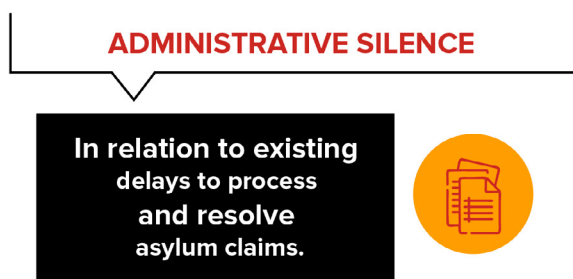 ADMINISTRATIVE SILENCE
In relation to existing
delays to process
and resolve
asylum claims.